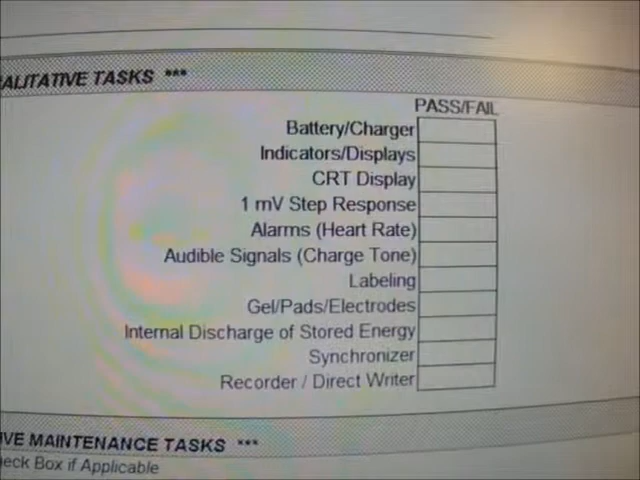 ALITATIVE TASKS ***
PASS/FAIL
Battery/Charger
Indicators/Displays
CRT Display
1 mV Step Response
Alarms (Heart Rate)
Audible Signals (Charge Tone)
Labeling
Gel/Pads/Electrodes
Internal Discharge of Stored Energy
Synchronizer
Recorder / Direct Writer
IVE MAINTENANCE TASKS ***
eck Box if Applicable